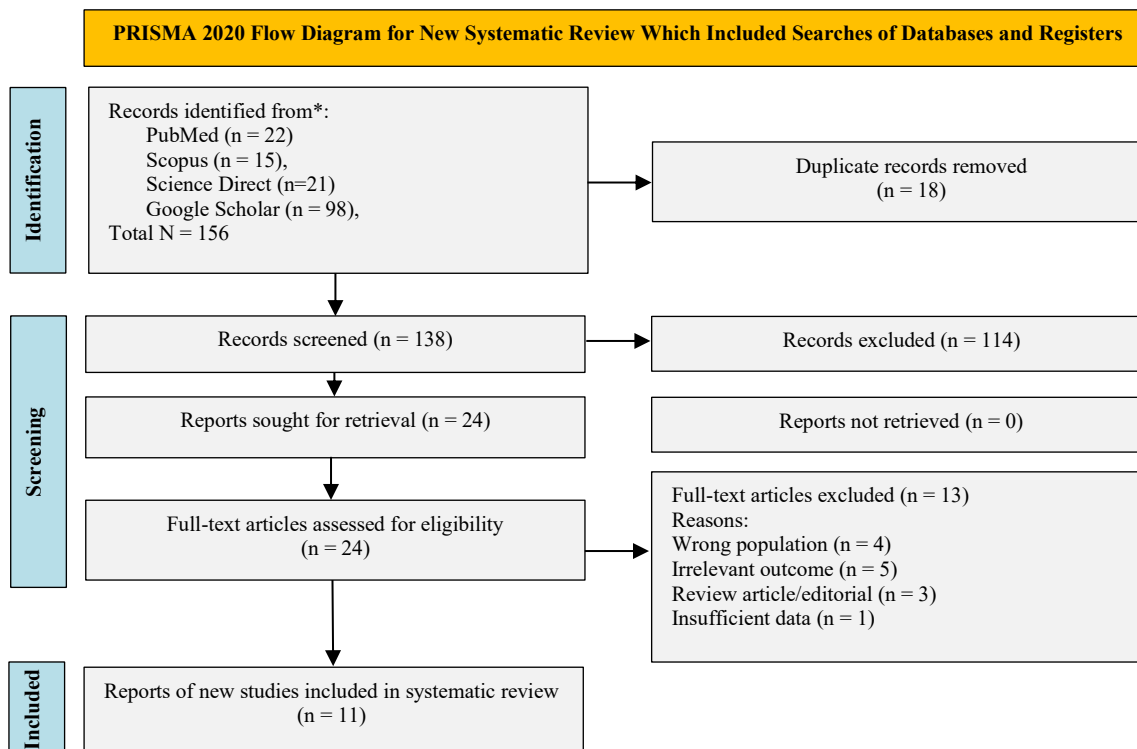 PRISMA 2020 Flow Diagram for New Systematic Review Which Included Searches of Databases and Registers
Identification
Records identified from*:
PubMed (n = 22)
Scopus (n = 15),
Science Direct (n=21)
Google Scholar (n = 98),
Total N = 156
Duplicate records removed
(n = 18)
Screening
Records screened (n = 138)
Records excluded (n = 114)
Reports sought for retrieval (n = 24)
Reports not retrieved (n = 0)
Full-text articles assessed for eligibility
(n = 24)
Full-text articles excluded (n = 13)
Reasons:
Wrong population (n = 4)
Irrelevant outcome (n = 5)
Review article/editorial (n = 3)
Insufficient data (n = 1)
Included
Reports of new studies included in systematic review
(n = 11)